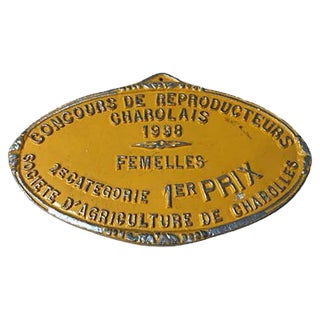 CONCOURS DE REPRODUCTEURS
CHAROLAIS
1998
FEMELLES
2E CATEGORIE 1ER PRIX
SOCIETE D'AGRICULTURE DE CHAROLLES